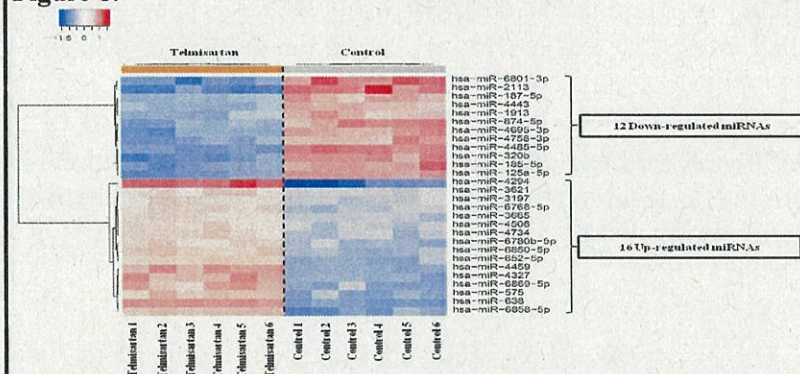 Telmisartan
Control
hsa-miR-6801-3p
hsa-miR-2113
hsa-miR-187-5p
hsa-miR-4443
hsa-miR-1913
hsa-miR-874-5p
hsa-miR-4695-3p
hsa-miR-4758-3p
hsa-miR-4485-5p
hsa-miR-320b
hsa-miR-185-5p
hsa-miR-125a-5p
hsa-miR-4294
hsa-miR-3621
hsa-miR-3197
hsa-miR-6768-5p
hsa-miR-3665
hsa-miR-4508
hsa-miR-4734
hsa-miR-6780b-5p
hsa-miR-6850-5p
hsa-miR-652-5p
hsa-miR-4459
hsa-miR-4327
hsa-miR-6869-5p
hsa-miR-575
hsa-miR-638
hsa-miR-6858-5p
12 Down-regulated miRNAs
16 Up-regulated miRNAs
Telmisartan 1
Telmisartan 2
Telmisartan 3
Telmisartan 4
Telmisartan 5
Telmisartan 6
Control 1
Control 2
Control 3
Control 4
Control 5
Control 6